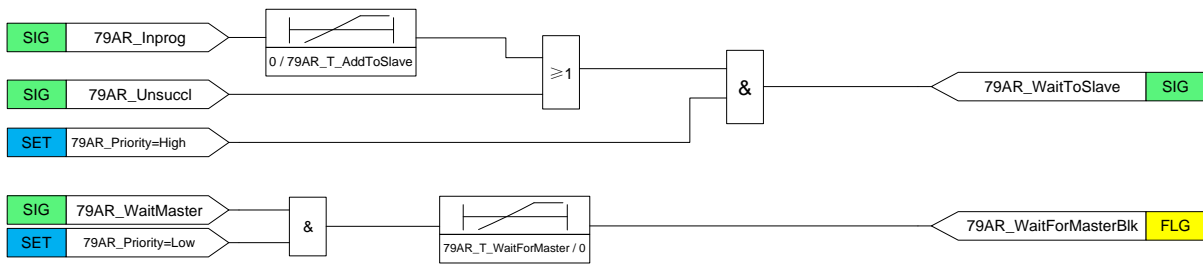 SIG 79AR_Inprog
0 / 79AR_T_AddToSlave
≥1
SIG 79AR_Unsuccl
&
79AR_WaitToSlave SIG
SET 79AR_Priority=High
SIG 79AR_WaitMaster
SET 79AR_Priority=Low
&
79AR_T_WaitForMaster / 0
79AR_WaitForMasterBlk FLG